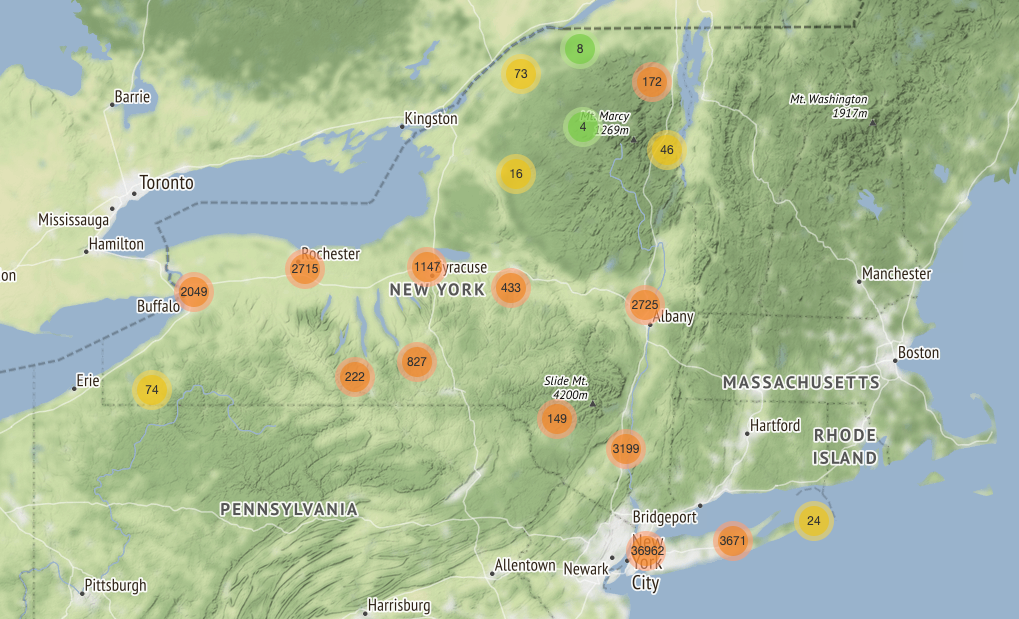 8
73
172
Barrie
Mt. Washington
1917m
Kingston
Mt. Marcy
1269m
4
46
16
Toronto
Mississauga
Hamilton
on
Rochester
2715
1147
yracuse
Manchester
2049
NEW YORK
433
Buffalo
2725
Albany
Boston
827
222
Erie
74
Slide Mt.
4200m
MASSACHUSETTS
149
Hartford
RHODE
ISLAND
3199
PENNSYLVANIA
Bridgeport
24
New
York
City
36962
3671
Allentown
Newark
Pittsburgh
Harrisburg